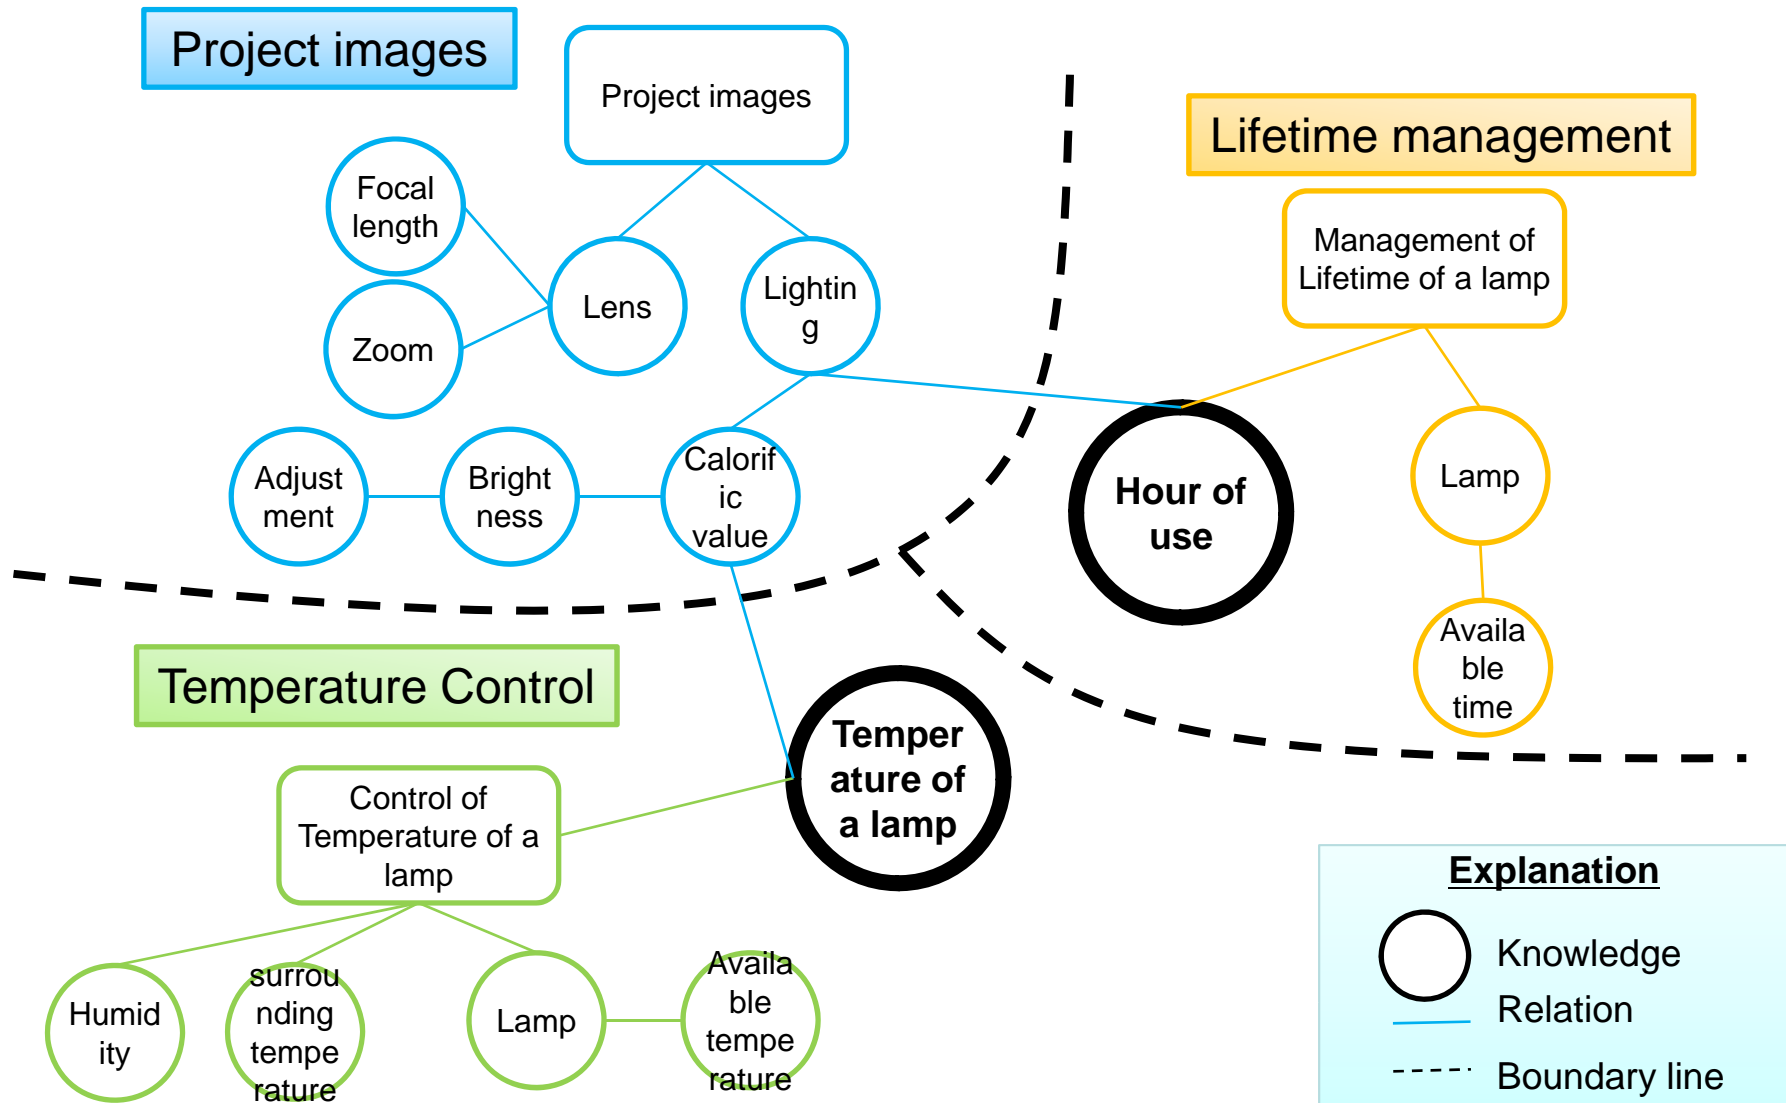 Project images
Project images
Lifetime management
Focal
length
Management of
Lifetime of a lamp
Lens
Lightin
g
Zoom
Adjust
ment
Bright
ness
Calorif
ic
value
Hour of
use
Lamp
Availa
ble
time
Temperature Control
Temper
ature of
a lamp
Control of
Temperature of a
lamp
Humid
ity
surrou
nding
tempe
rature
Lamp
Availa
ble
tempe
rature
Explanation
Knowledge
Relation
Boundary line